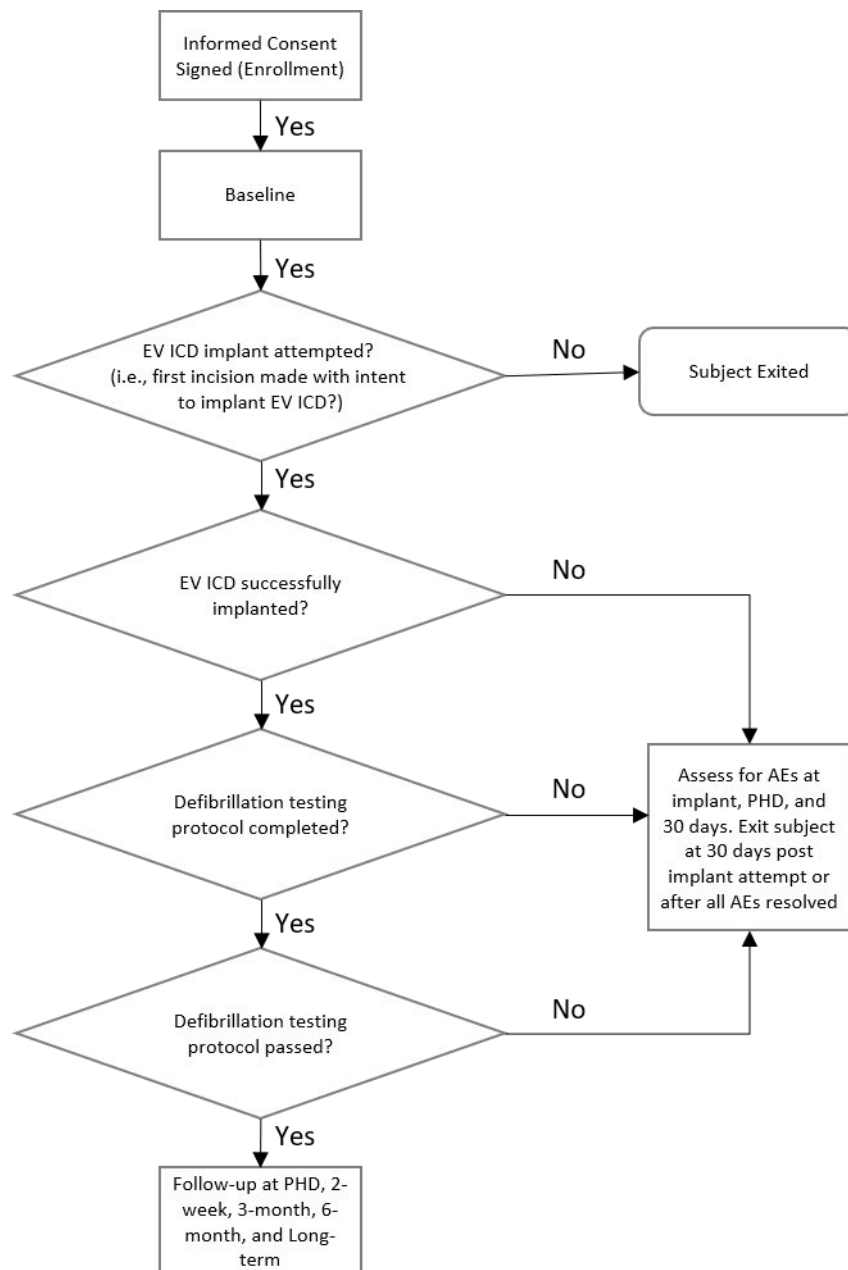 Informed Consent
Signed (Enrollment)
Yes
Baseline
Yes
EV ICD implant attempted?
(i.e., first incision made with intent
to implant EV ICD?)
No
Subject Exited
Yes
EV ICD successfully
implanted?
No
Yes
Defibrillation testing
protocol completed?
No
Assess for AEs at
implant, PHD, and
30 days. Exit subject
at 30 days post
implant attempt or
after all AEs resolved
Yes
Defibrillation testing
protocol passed?
No
Yes
Follow-up at PHD, 2-
week, 3-month, 6-
month, and Long-
term